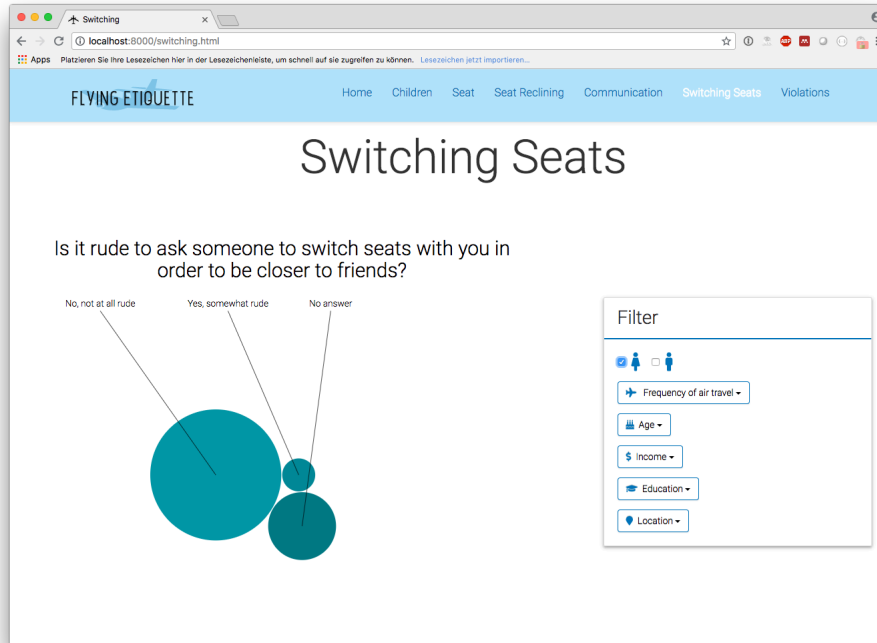 Switching
localhost:8000/switching.html
ABP
Apps Platzieren Sie Ihre Lesezeichen hier in der Lesezeichenleiste, um schnell auf sie zugreifen zu können. Lesezeichen jetzt importieren...
FLYING ETIQUETTE
Home Children Seat Seat Reclining Communication Switching Seats Violations
Switching Seats
Is it rude to ask someone to switch seats with you in
order to be closer to friends?
No, not at all rude Yes, somewhat rude No answer
Filter
Frequency of air travel
Age
$ Income
Education
Location